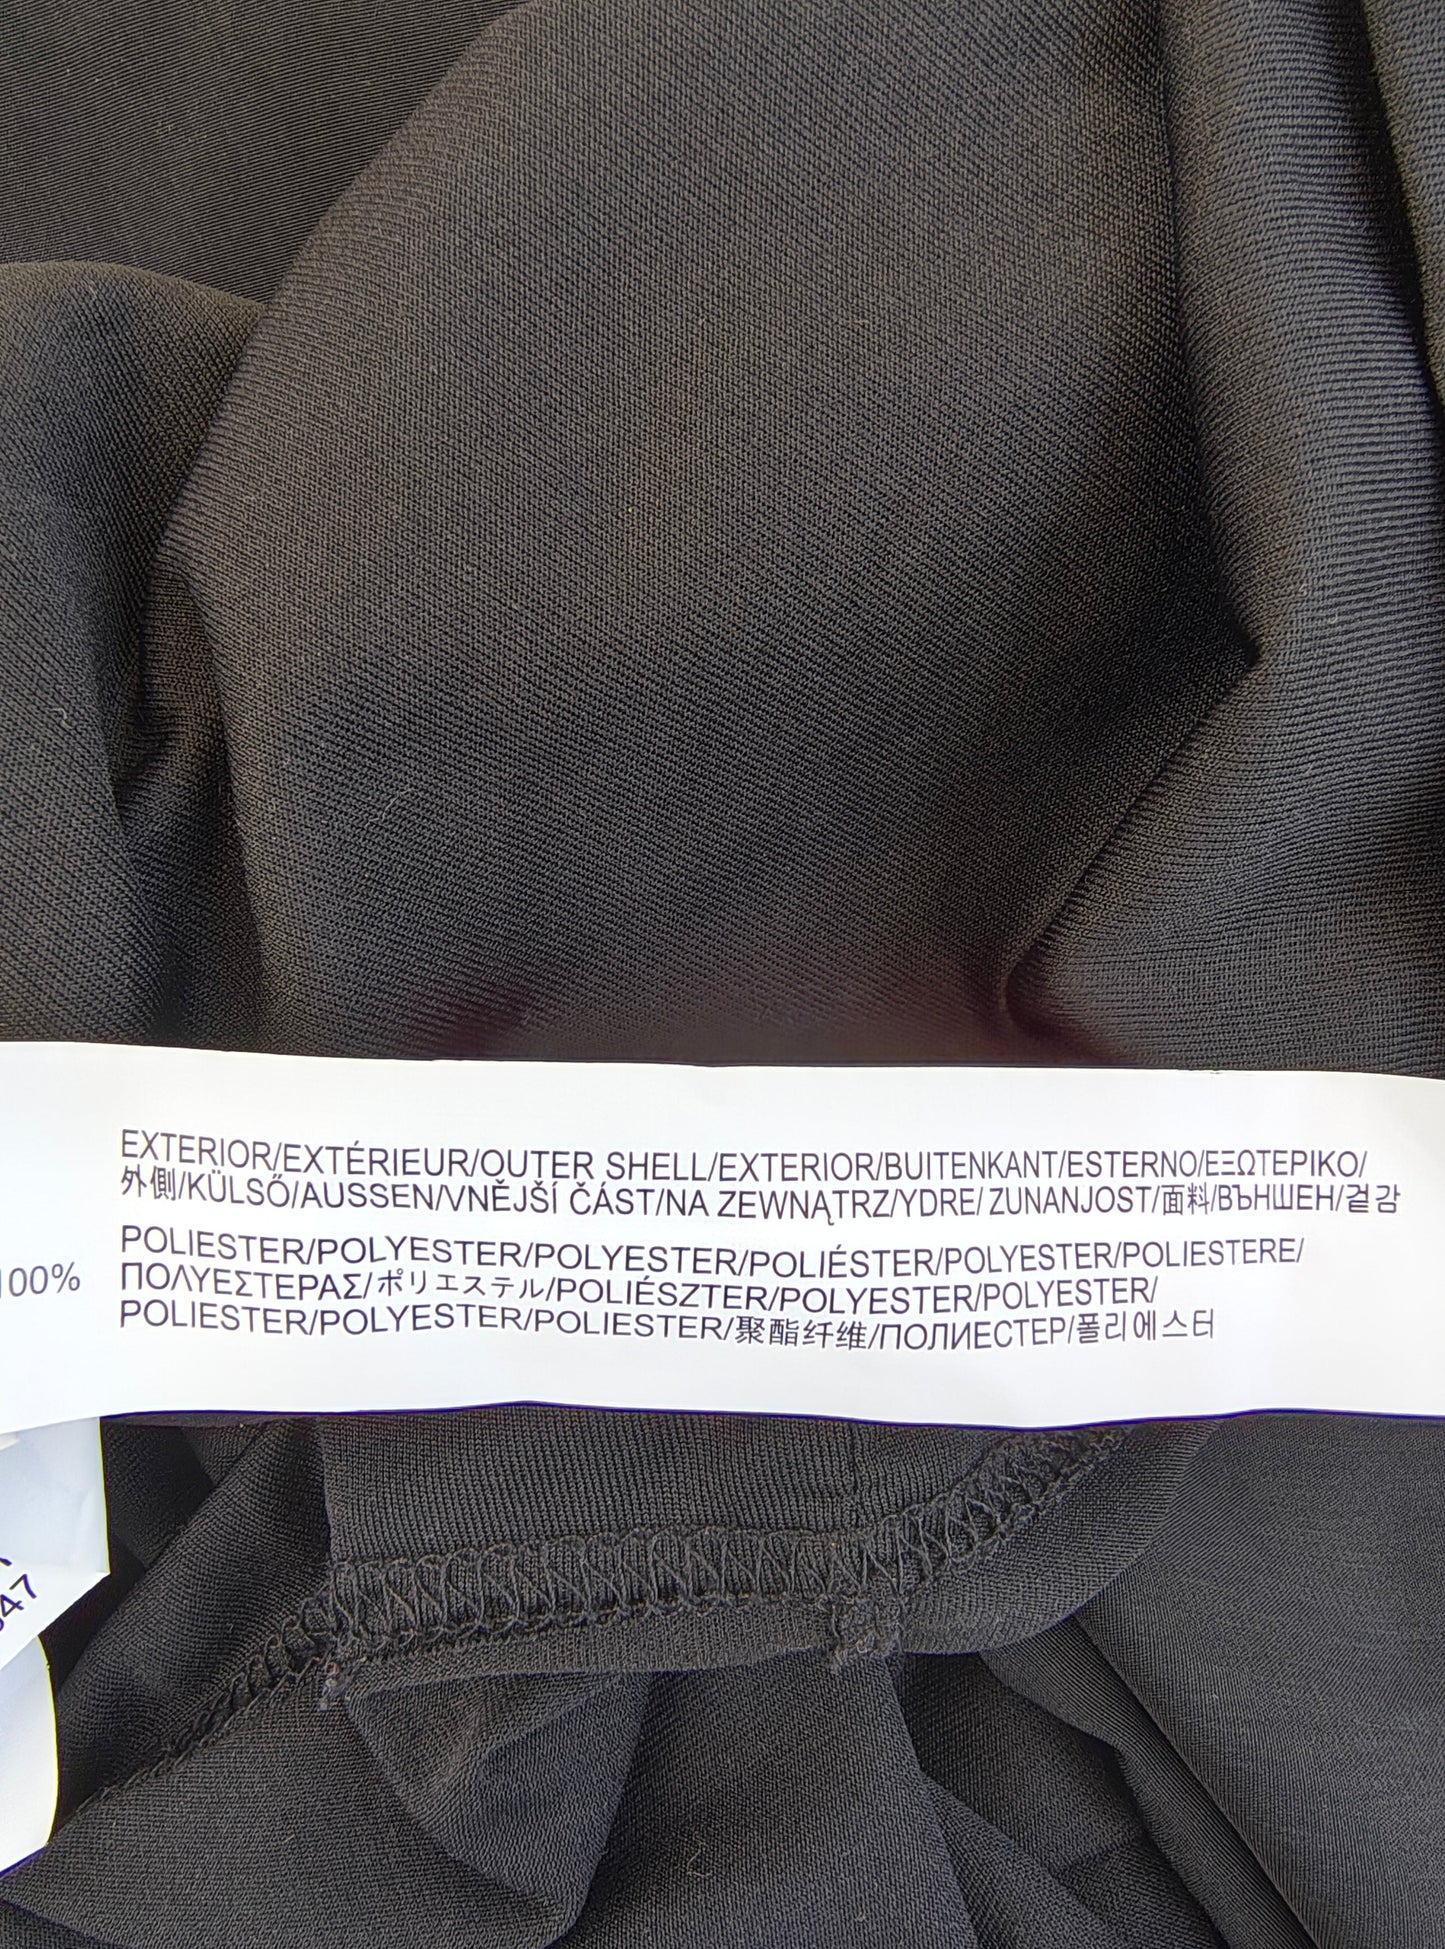 EXTERIOR/EXTÉRIEUR/OUTER SHELL/EXTERIOR/BUITENKANT/ESTERNO/ΕΞΩΤΕΡΙΚΟ/
外側/KÜLSŐ/AUSSEN/VNĚJŠÍ ČÁST/NA ZEWNĄTRZ/YDRE/ ZUNANJOST/面料/ВЪНШЕН/겉감
POLIESTER/POLYESTER/POLYESTER/POLIÉSTER/POLYESTER/POLIESTERE/
100% ΠΟΛΥΕΣΤΕΡΑΣ/ポリエステル/POLIÉSZTER/POLYESTER/POLYESTER/
POLIESTER/POLYESTER/POLIESTER/聚酯纤维/ПОЛИЕСТЕР/폴리에스터